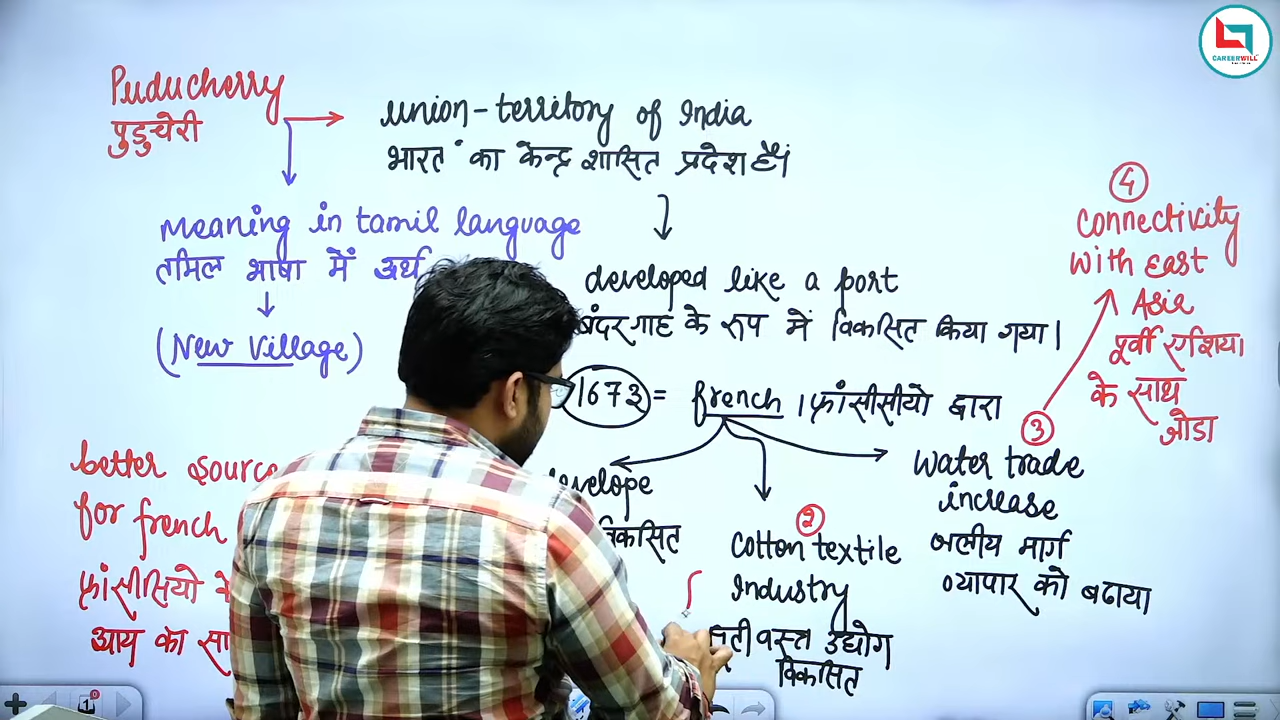 CAREERWILL
Puducherry
पुडुचेरी
union-territory of India
भारत का केन्द्र शासित प्रदेश है।
Meaning in tamil language
तमिल भाषा में अर्थ
(New Village)
developed like a port
बंदरगाह के रूप में विकसित किया गया।
1673 = french / फ्रांसीसीयो द्वारा
विकसित
②
Cotton textile
Industry
वस्त्र उद्योग
विकसित
③
Water trade
increase
जलीय मार्ग
व्यापार को बढाया
④
Connectivity
With East
Asia
पूर्वी एशिया
के साथ
जोडा
better
for french
फ्रांसीसियो
आय का
1